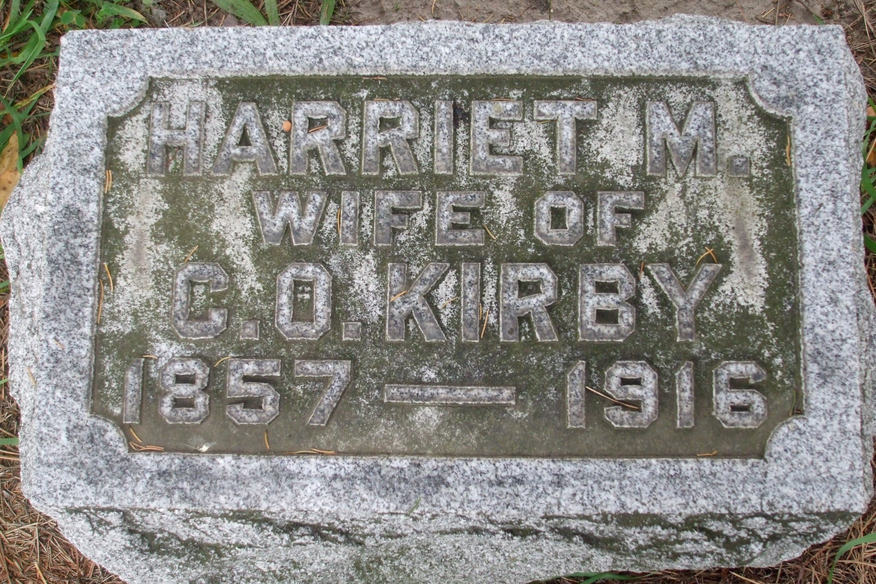 HARRIET M.
WIFE OF
C.O. KIRBY
1857 — 1916